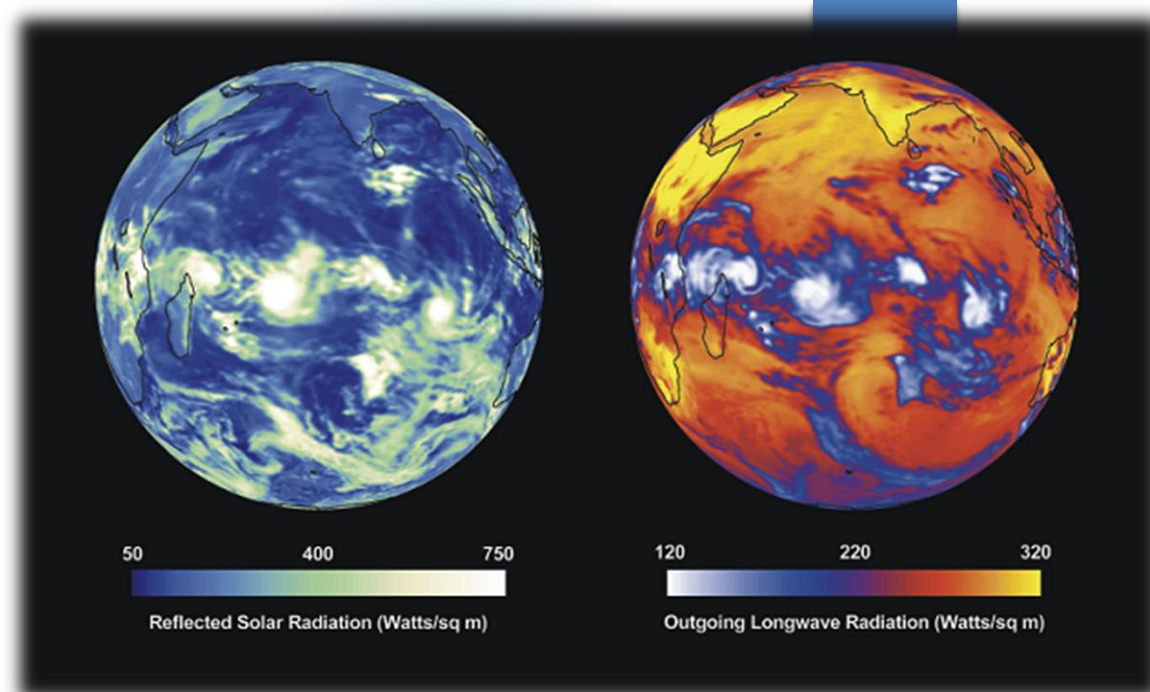 50 400 750
Reflected Solar Radiation (Watts/sq m)
120 220 320
Outgoing Longwave Radiation (Watts/sq m)